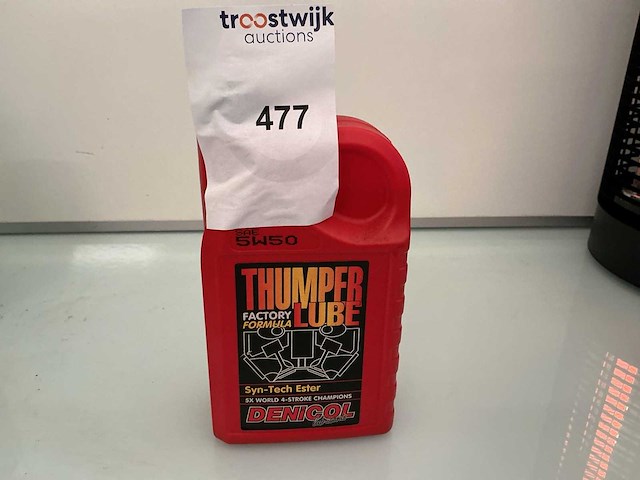 troostwijk
auctions
477
SAE
5W50
THUMPER
FACTORY
FORMULA
LUBE
Syn-Tech Ester
5X WORLD 4-STROKE CHAMPIONS
DENICOL